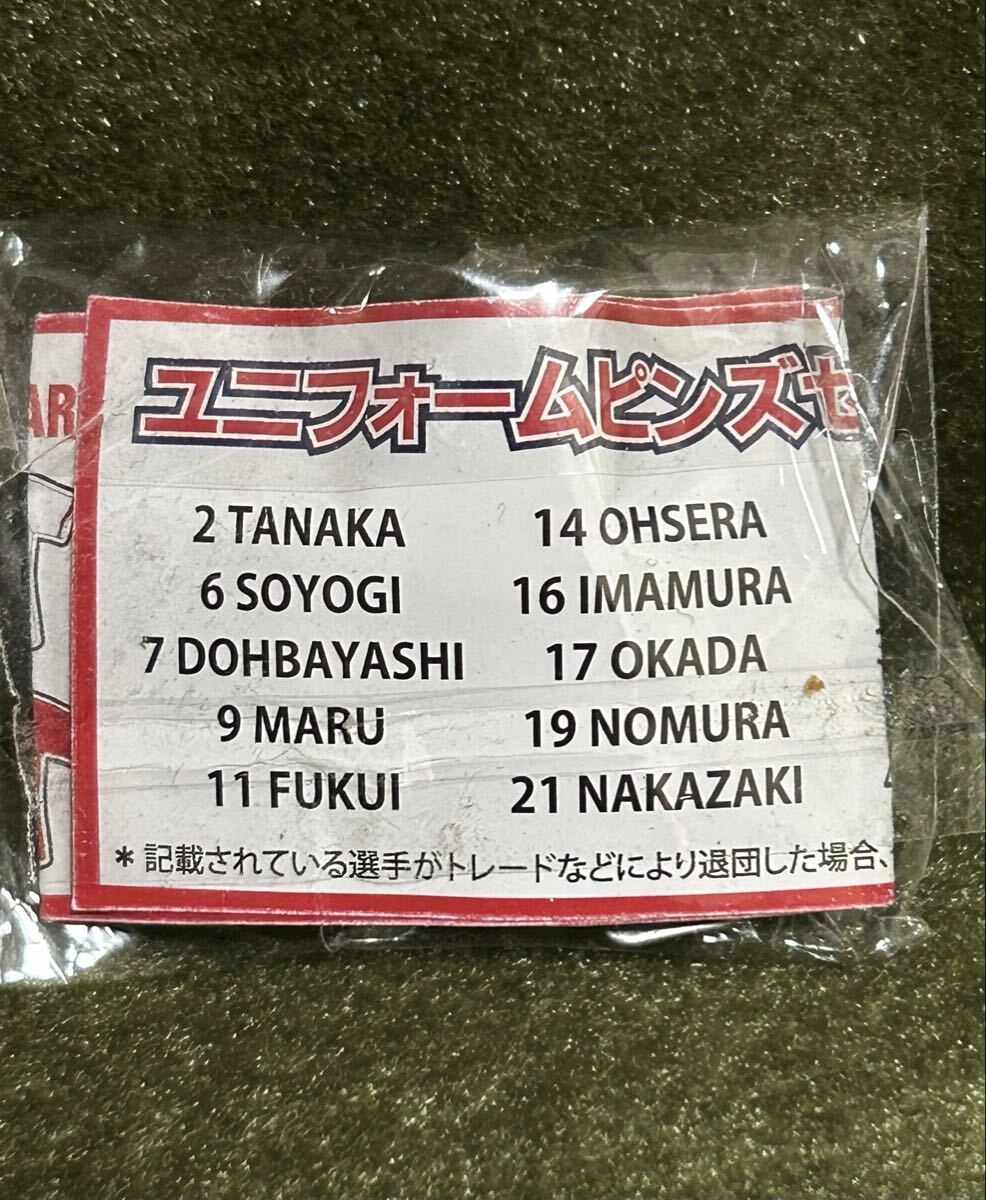 ユニフォームピンズセ
2 TANAKA 14 OHSERA
6 SOYOGI 16 IMAMURA
7 DOHBAYASHI 17 OKADA
9 MARU 19 NOMURA
11 FUKUI 21 NAKAZAKI
*記載されている選手がトレードなどにより退団した場合、
AR